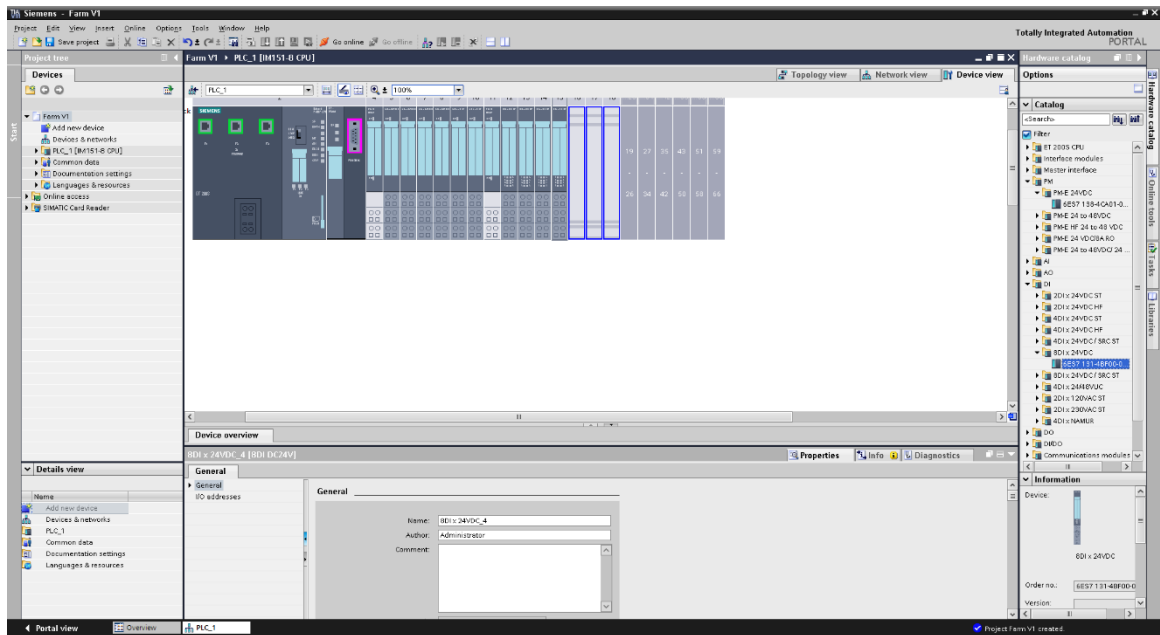 Siemens - Farm V1
Project Edit View Insert Online Options Tools Window Help
Totally Integrated Automation
PORTAL
Save project
Go online
Go offline
Project tree
Farm V1 PLC_1 [IM151-8 CPU]
Hardware catalog
Devices
Topology view
Network view
Device view
Options
PLC_1
100%
Catalog
<Search>
Filter
Farm V1
Add new device
Devices & networks
PLC_1 [IM151-8 CPU]
Common data
Documentation settings
Languages & resources
Online access
SIMATIC Card Reader
Start
SIEMENS
19 27 35 43 51 59
26 34 42 50 58 66
ET 200S CPU
Interface modules
Master interface
PM
PM-E 24VDC
6ES7 138-4CA01-0...
PM-E 24 to 48VDC
PM-E HF 24 to 48 VDC
PM-E 24 VDC/8A RO
PM-E 24 to 48VDC/ 24 ...
AI
AO
DI
2DI x 24VDC ST
2DI x 24VDC HF
4DI x 24VDC ST
4DI x 24VDC HF
4DI x 24VDC / SRC ST
8DI x 24VDC
6ES7 131-4BF00-0...
8DI x 24VDC / SRC ST
4DI x 24/48VUC
2DI x 120VAC ST
2DI x 230VAC ST
4DI x NAMUR
DO
DI/DO
Communications modules
Hardware catalog
Online tools
Tasks
Libraries
Device overview
8DI x 24VDC_4 [8DI DC24V]
Properties
Info
Diagnostics
Details view
General
General
I/O addresses
General
Name: 8DI x 24VDC_4
Author: Administrator
Comment:
Name
Add new device
Devices & networks
PLC_1
Common data
Documentation settings
Languages & resources
Information
Device:
8DI x 24VDC
Order no.: 6ES7 131-4BF00-0
Version:
Portal view
Overview
PLC_1
Project Farm V1 created